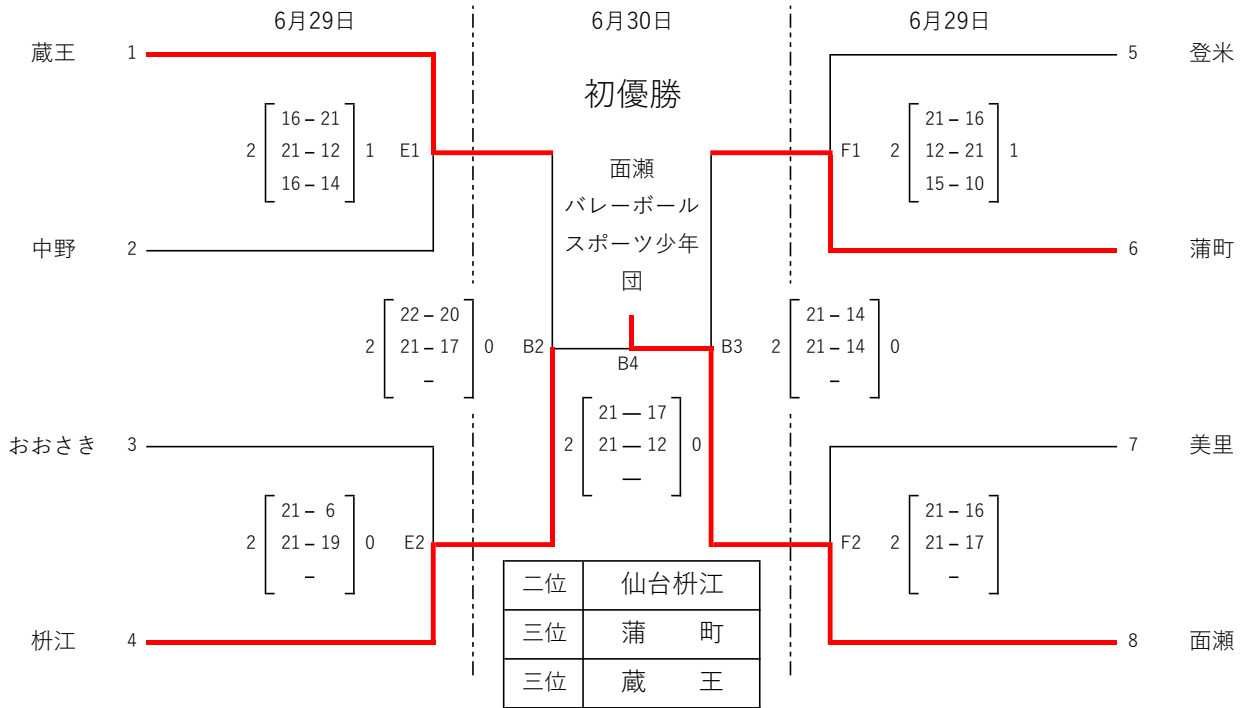 6月29日 6月30日 6月29日
蔵王 1 5 登米
初優勝
16 – 21 21 – 16
2 21 – 12 1 E1 F1 2 12 – 21 1
16 – 14 15 – 10
面瀬
バレーボール
スポーツ少年
団
中野 2 6 蒲町
22 – 20 21 – 14
2 21 – 17 0 B2 B3 2 21 – 14 0
– –
B4
21 — 17
2 21 — 12 0
—
おおさき 3 7 美里
21 – 6 21 – 16
2 21 – 19 0 E2 F2 2 21 – 17
– –
二位 仙台枡江
三位 蒲 町
三位 蔵 王
枡江 4 8 面瀬